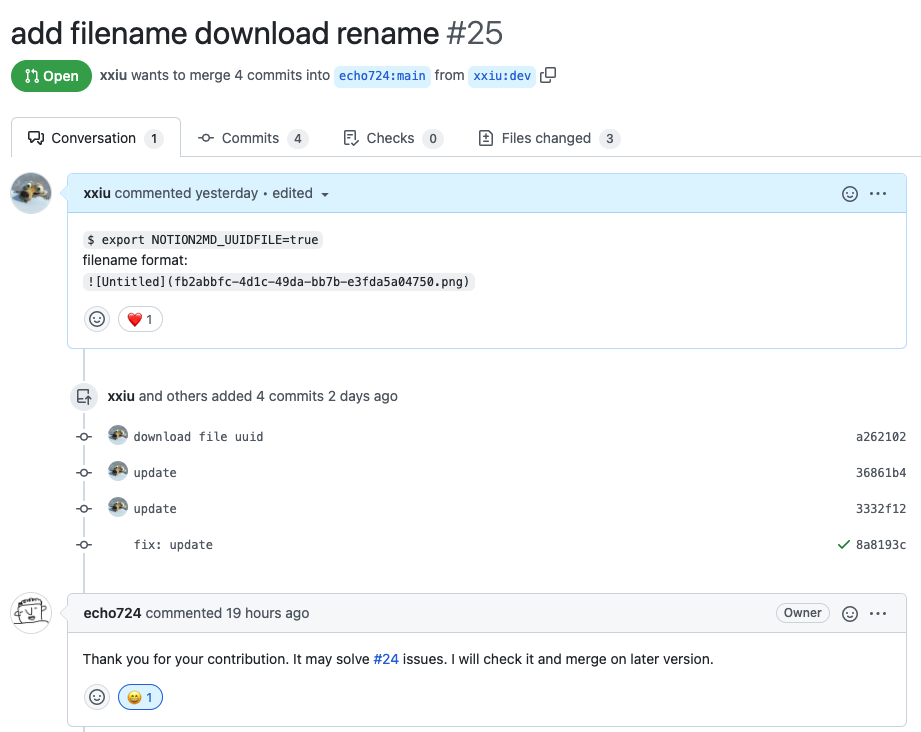 add filename download rename #25
Open xxiu wants to merge 4 commits into echo724:main from xxiu:dev
Conversation 1 Commits 4 Checks 0 Files changed 3
xxiu commented yesterday • edited
$ export NOTION2MD_UUIDFILE=true
filename format:
![Untitled](fb2abbfc-4d1c-49da-bb7b-e3fda5a04750.png)
❤️ 1
xxiu and others added 4 commits 2 days ago
download file uuid a262102
update 36861b4
update 3332f12
fix: update 8a8193c
echo724 commented 19 hours ago Owner
Thank you for your contribution. It may solve #24 issues. I will check it and merge on later version.
😄 1